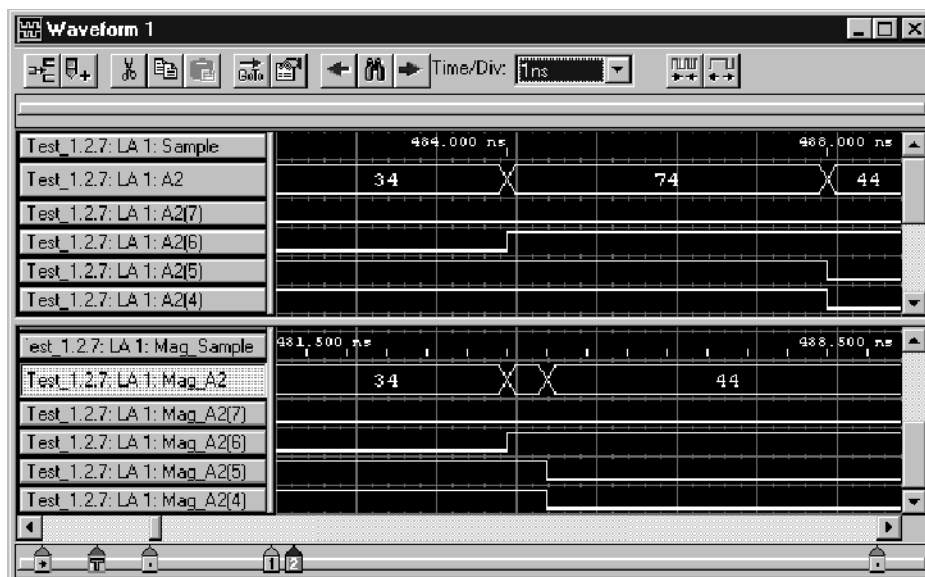 Waveform 1
GoTo Time/Div: 1ns
Test_1.2.7: LA 1: Sample 484.000 ns 488.000 ns
Test_1.2.7: LA 1: A2 34 74 44
Test_1.2.7: LA 1: A2(7)
Test_1.2.7: LA 1: A2(6)
Test_1.2.7: LA 1: A2(5)
Test_1.2.7: LA 1: A2(4)
est_1.2.7: LA 1: Mag_Sample 481.500 ns 488.500 ns
Test_1.2.7: LA 1: Mag_A2 34 44
Test_1.2.7: LA 1: Mag_A2(7)
Test_1.2.7: LA 1: Mag_A2(6)
Test_1.2.7: LA 1: Mag_A2(5)
Test_1.2.7: LA 1: Mag_A2(4)
T 1 2